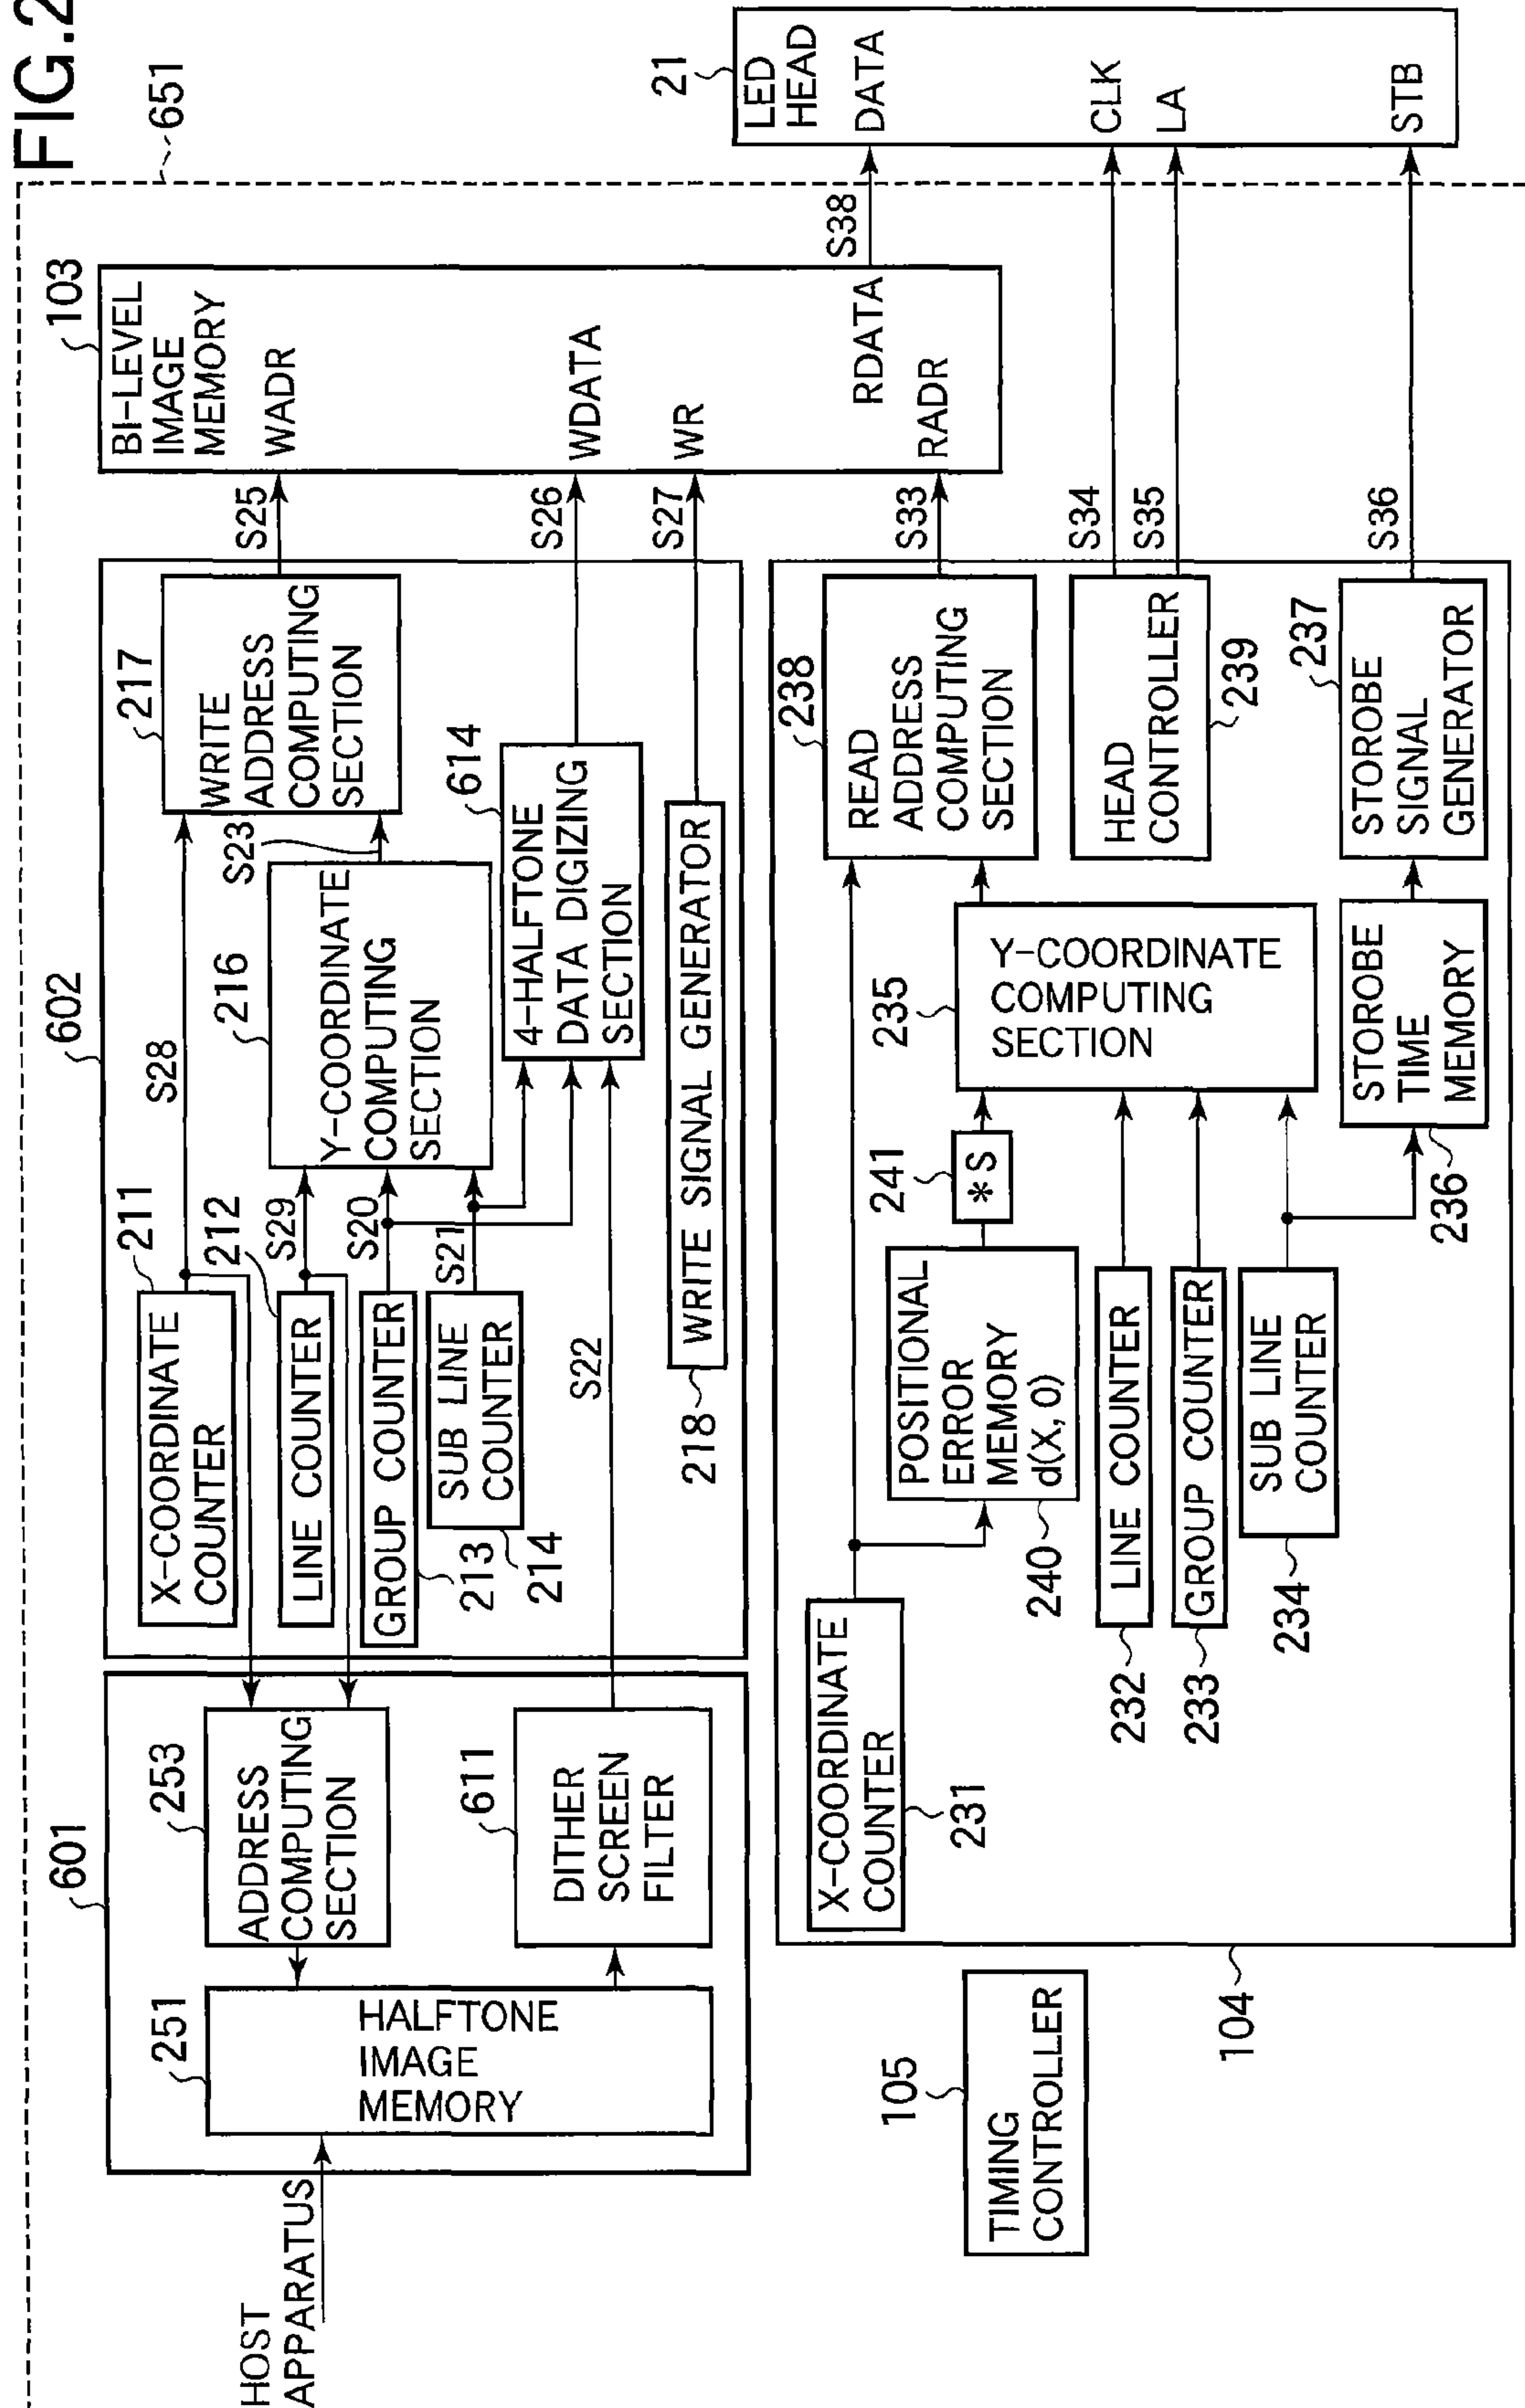 FIG.2
651
HOST
APPARATUS
601
251
HALFTONE
IMAGE
MEMORY
253
ADDRESS
COMPUTING
SECTION
611
DITHER
SCREEN
FILTER
602
211
X-COORDINATE
COUNTER
212
LINE COUNTER
GROUP COUNTER
213
SUB LINE
COUNTER
214
S28
S29
S20
S21
S22
216
Y-COORDINATE
COMPUTING
SECTION
S23
217
WRITE
ADDRESS
COMPUTING
SECTION
614
4-HALFTONE
DATA DIGIZING
SECTION
218
WRITE SIGNAL GENERATOR
S25
S26
S27
103
BI-LEVEL
IMAGE
MEMORY
WADR
WDATA
WR
RDATA
RADR
S38
21
LED
HEAD
DATA
CLK
LA
STB
105
TIMING
CONTROLLER
104
X-COORDINATE
COUNTER
231
POSITIONAL
ERROR
MEMORY
d(X, 0)
240
241
*S
LINE COUNTER
232
GROUP COUNTER
233
SUB LINE
COUNTER
234
235
Y-COORDINATE
COMPUTING
SECTION
238
READ
ADDRESS
COMPUTING
SECTION
HEAD
CONTROLLER
239
STOROBE
TIME
MEMORY
236
237
STOROBE
SIGNAL
GENERATOR
S33
S34
S35
S36